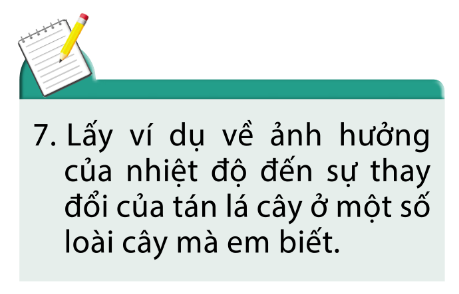 7. Lấy ví dụ về ảnh hưởng
của nhiệt độ đến sự thay
đổi của tán lá cây ở một số
loài cây mà em biết.